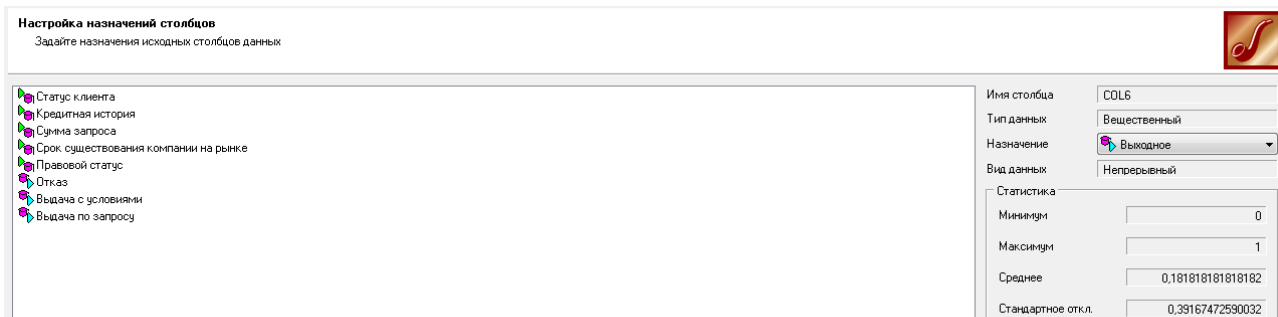 Настройка назначений столбцов
Задайте назначения исходных столбцов данных
Статус клиента
Кредитная история
Сумма запроса
Срок существования компании на рынке
Правовой статус
Отказ
Выдача с условиями
Выдача по запросу
Имя столбца COL6
Тип данных Вещественный
Назначение Выходное
Вид данных Непрерывный
Статистика
Минимум 0
Максимум 1
Среднее 0,181818181818182
Стандартное откл. 0,39167472590032